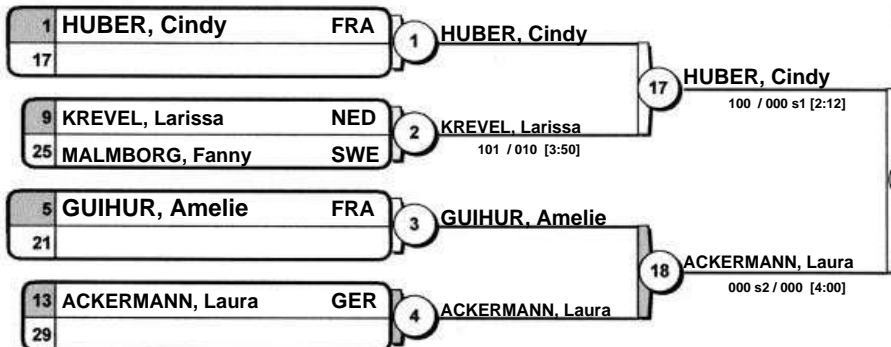 1 HUBER, Cindy FRA
17
1
HUBER, Cindy
9 KREVEL, Larissa NED
25 MALMBORG, Fanny SWE
2
KREVEL, Larissa
101 / 010 [3:50]
17
HUBER, Cindy
100 / 000 s1 [2:12]
5 GUIHUR, Amelie FRA
21
3
GUIHUR, Amelie
13 ACKERMANN, Laura GER
29
4
ACKERMANN, Laura
18
ACKERMANN, Laura
000 s2 / 000 [4:00]